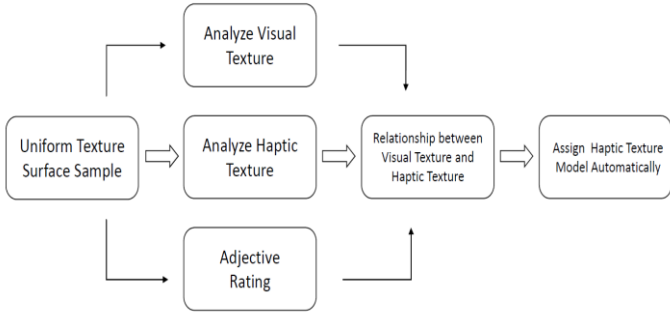 Analyze Visual
Texture
Uniform Texture
Surface Sample
Analyze Haptic
Texture
Relationship between
Visual Texture and
Haptic Texture
Assign Haptic Texture
Model Automatically
Adjective
Rating